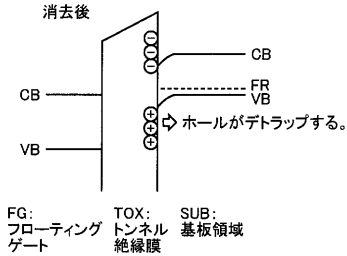 消去後
CB
FR
VB
CB
ホールがデトラップする。
VB
FG:
フローティング
ゲート
TOX:
トンネル
絶縁膜
SUB:
基板領域